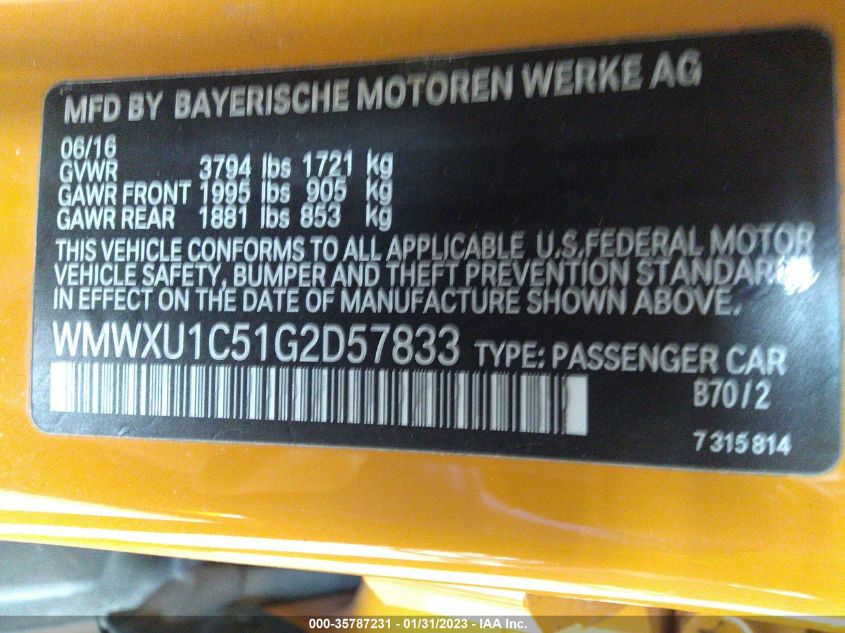 MFD BY BAYERISCHE MOTOREN WERKE AG
06/16
GVWR 3794 lbs 1721 kg
GAWR FRONT 1995 lbs 905 kg
GAWR REAR 1881 lbs 853 kg
THIS VEHICLE CONFORMS TO ALL APPLICABLE U.S.FEDERAL MOTOR
VEHICLE SAFETY, BUMPER AND THEFT PREVENTION STANDARDS
IN EFFECT ON THE DATE OF MANUFACTURE SHOWN ABOVE.
WMWXU1C51G2D57833 TYPE: PASSENGER CAR
B70/2
7 315 814
000-35787231 - 01/31/2023 - IAA Inc.